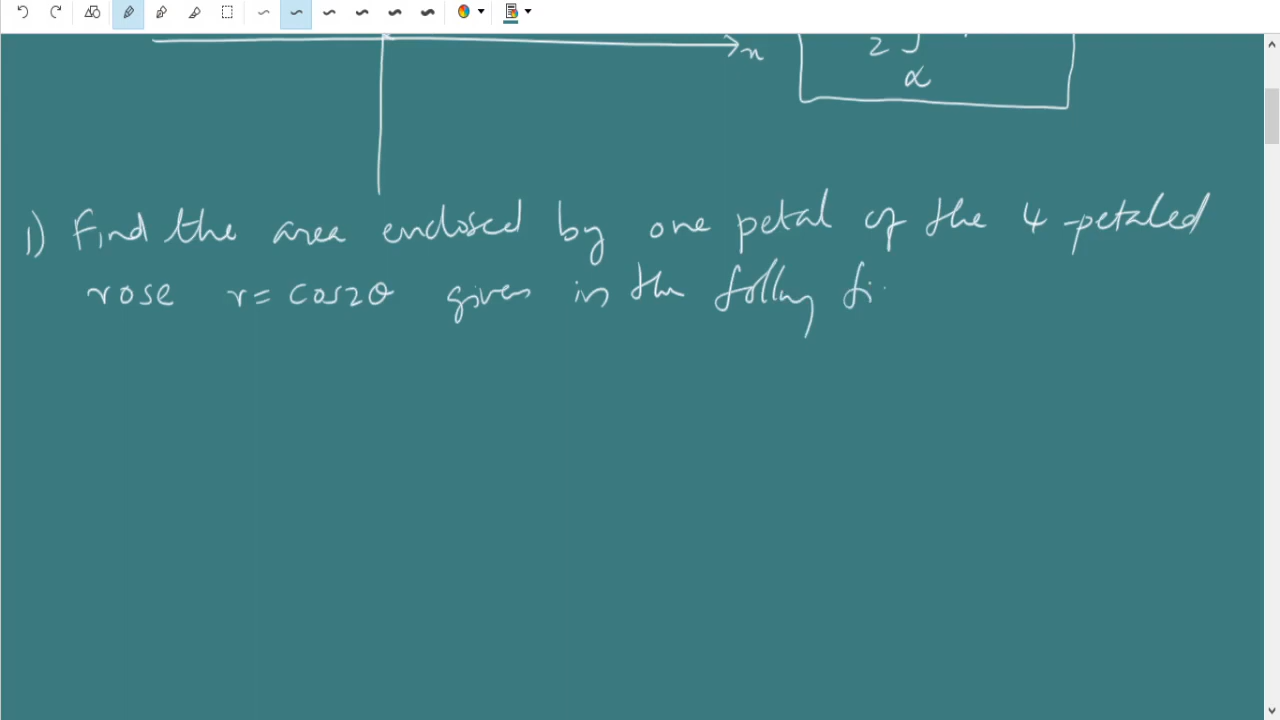 x
2 ∫
α
1) Find the area enclosed by one petal of the 4-petaled
rose r = cos2θ given in the follwing fi